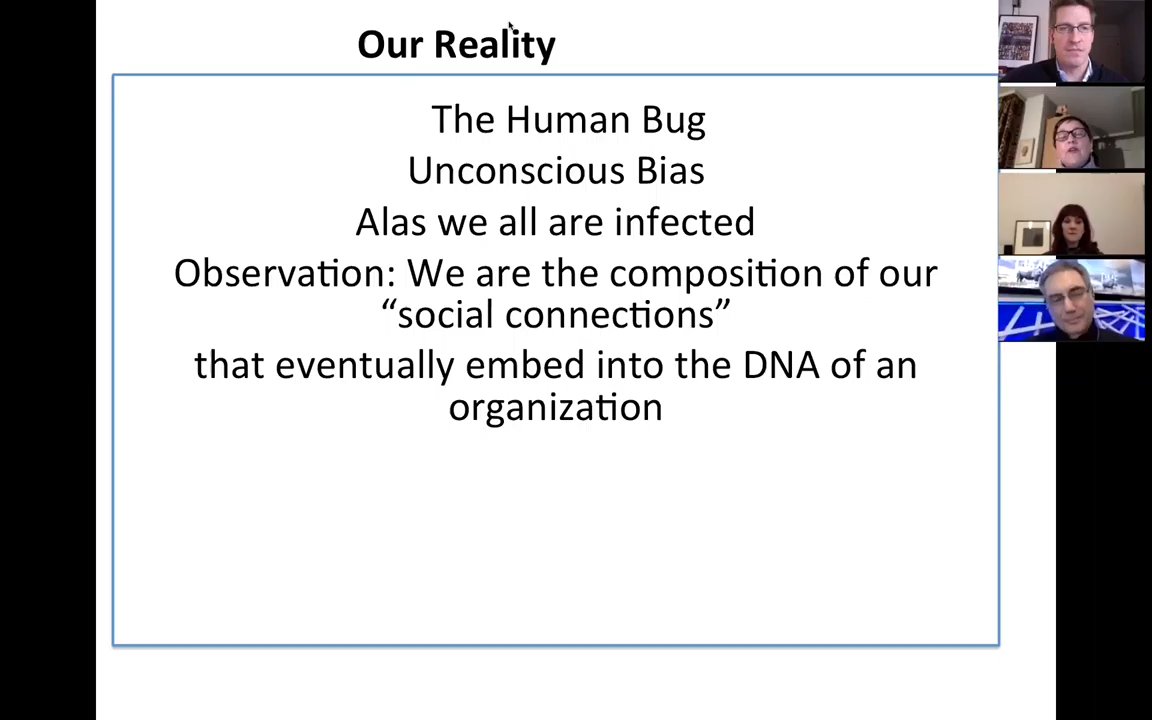 Our Reality
The Human Bug
Unconscious Bias
Alas we all are infected
Observation: We are the composition of our
“social connections”
that eventually embed into the DNA of an
organization